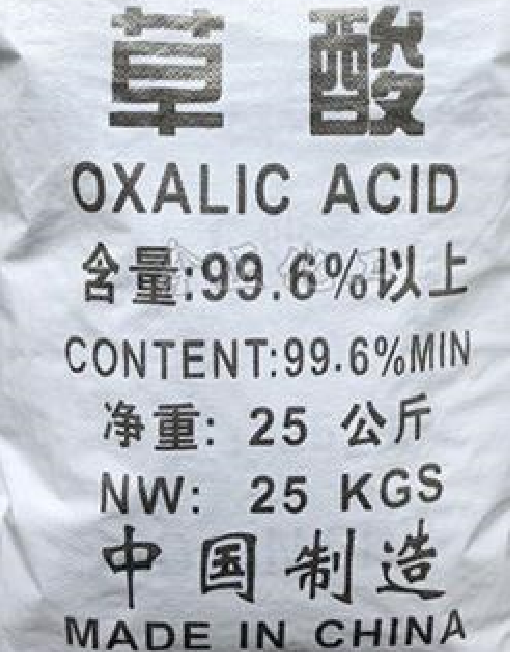 草酸
OXALIC ACID
含量:99.6%以上
CONTENT:99.6%MIN
净重: 25 公斤
NW: 25 KGS
中国制造
MADE IN CHINA